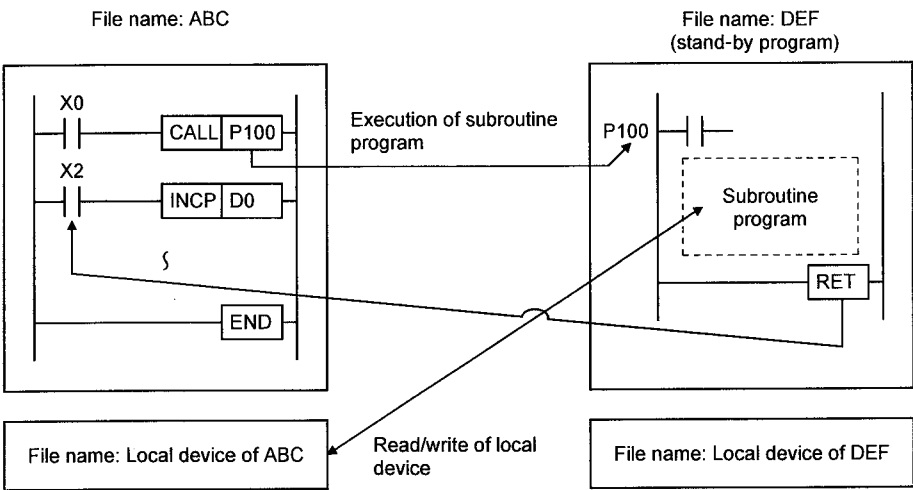 File name: ABC
File name: DEF
(stand-by program)
X0
CALL P100
Execution of subroutine
program
P100
X2
INCP D0
Subroutine
program
RET
END
File name: Local device of ABC
Read/write of local
device
File name: Local device of DEF